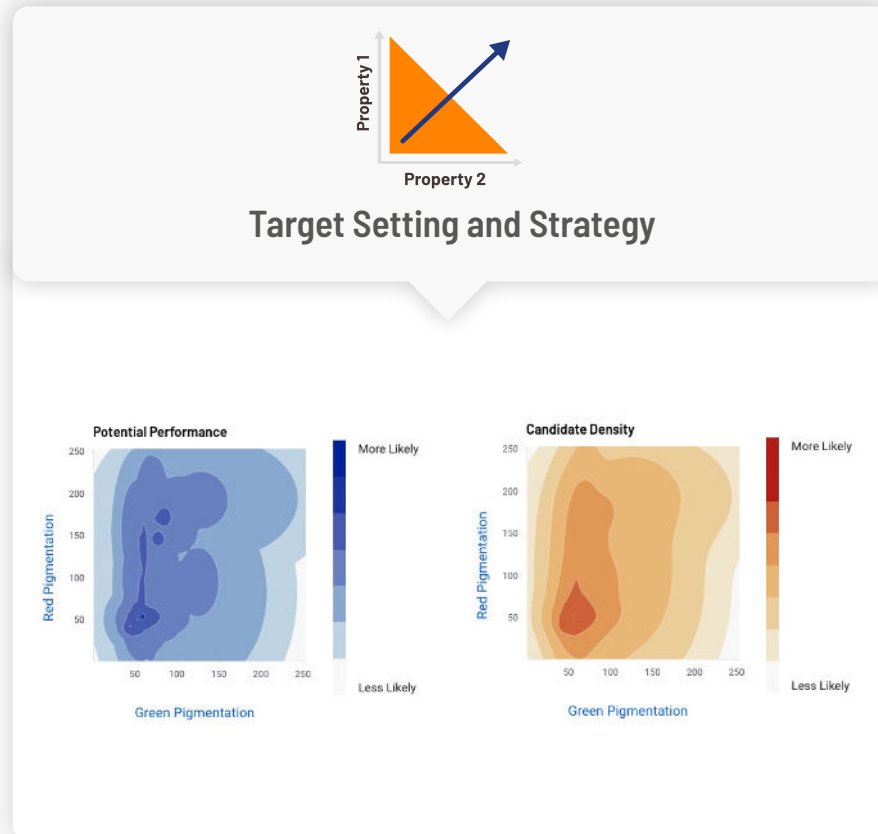 Property 1
Property 2
Target Setting and Strategy
Potential Performance
250
200
150
100
50
Red Pigmentation
50 100 150 200 250
Green Pigmentation
More Likely
Less Likely
Candidate Density
250
200
150
100
50
Red Pigmentation
50 100 150 200 250
Green Pigmentation
More Likely
Less Likely